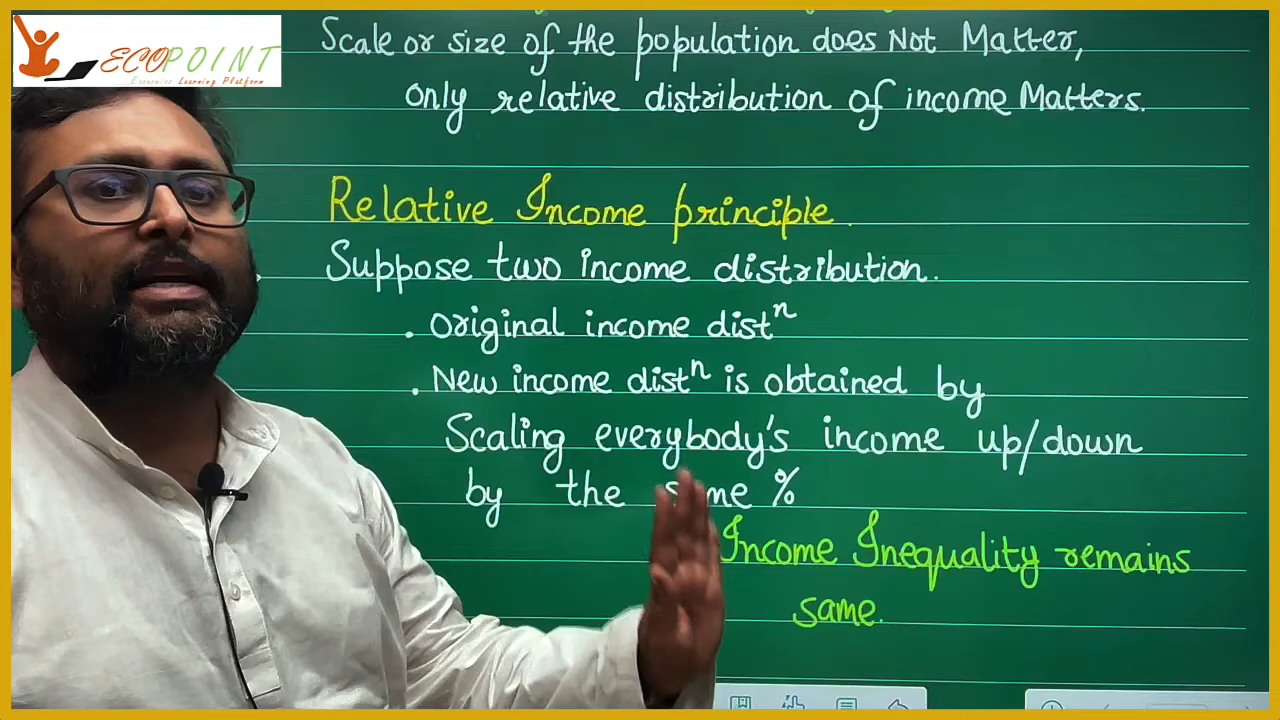 ECOPOINT
Economics Learning Platform
Scale or size of the population does Not Matter,
only relative distribution of income Matters.
Relative Income principle.
Suppose two income distribution.
. Original income distⁿ
. New income distⁿ is obtained by
Scaling everybody's income up/down
by the %
Income Inequality remains
same.